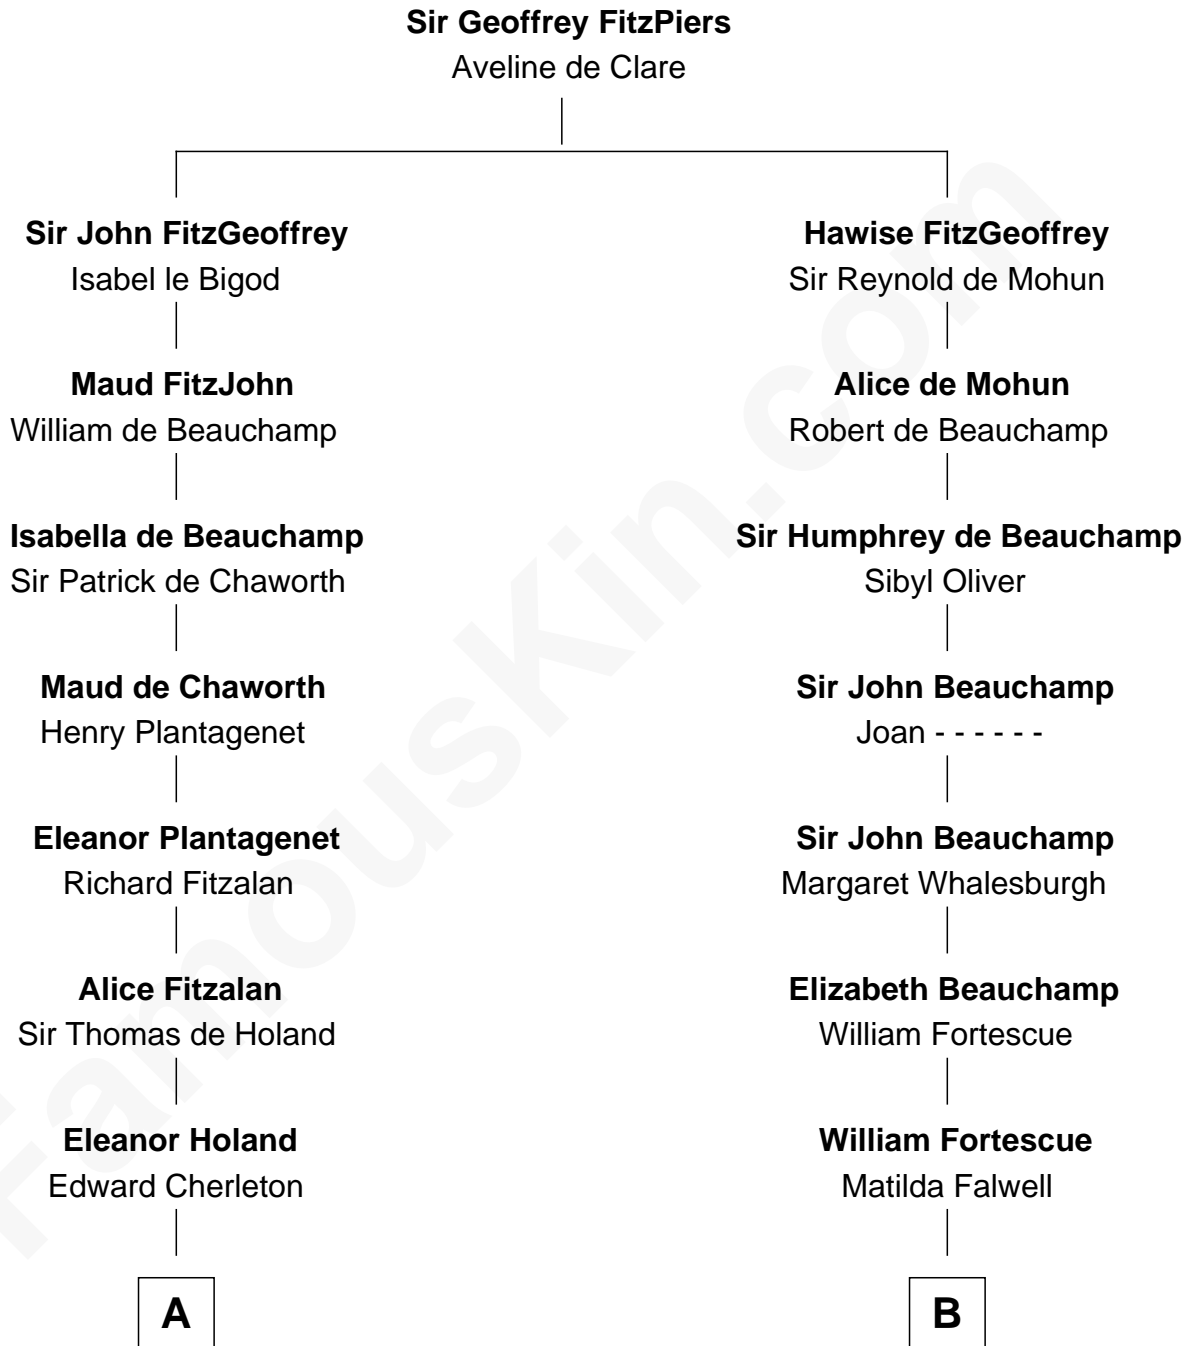 Sir Geoffrey FitzPiers
Aveline de Clare
Sir John FitzGeoffrey
Isabel le Bigod
Hawise FitzGeoffrey
Sir Reynold de Mohun
Maud FitzJohn
William de Beauchamp
Alice de Mohun
Robert de Beauchamp
Isabella de Beauchamp
Sir Patrick de Chaworth
Sir Humphrey de Beauchamp
Sibyl Oliver
Maud de Chaworth
Henry Plantagenet
Sir John Beauchamp
Joan - - - - - -
Eleanor Plantagenet
Richard Fitzalan
Sir John Beauchamp
Margaret Whalesburgh
Alice Fitzalan
Sir Thomas de Holand
Elizabeth Beauchamp
William Fortescue
Eleanor Holand
Edward Cherleton
William Fortescue
Matilda Falwell
A
B
FamousKin.com